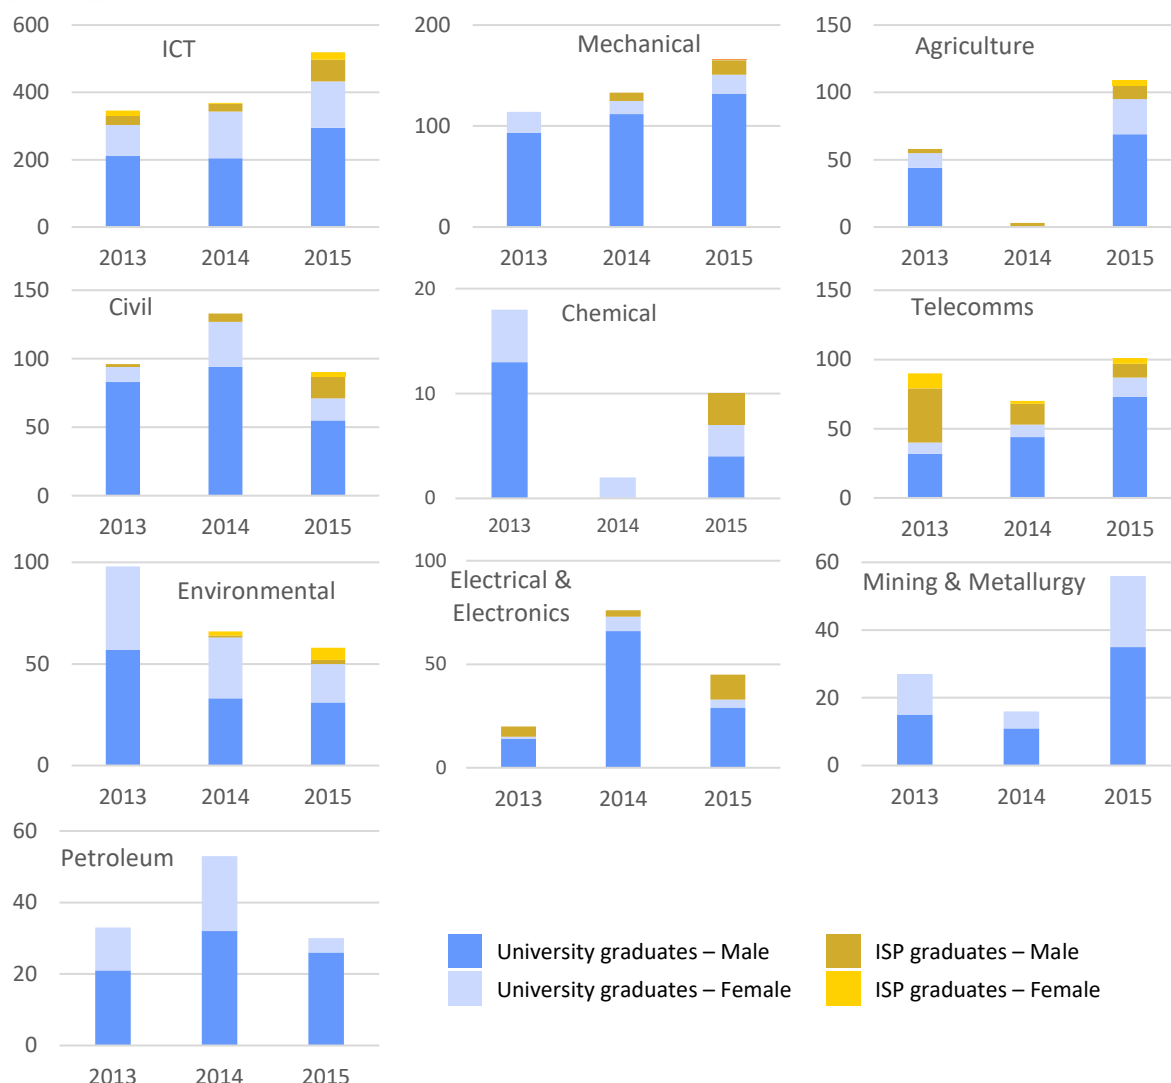 600
400
200
0
ICT
2013 2014 2015
200
100
0
Mechanical
2013 2014 2015
150
100
50
0
Agriculture
2013 2014 2015
150
100
50
0
Civil
2013 2014 2015
20
10
0
Chemical
2013 2014 2015
150
100
50
0
Telecomms
2013 2014 2015
100
50
0
Environmental
2013 2014 2015
100
50
0
Electrical &
Electronics
2013 2014 2015
60
40
20
0
Mining & Metallurgy
2013 2014 2015
60
40
20
0
Petroleum
2013 2014 2015
University graduates – Male
University graduates – Female
ISP graduates – Male
ISP graduates – Female